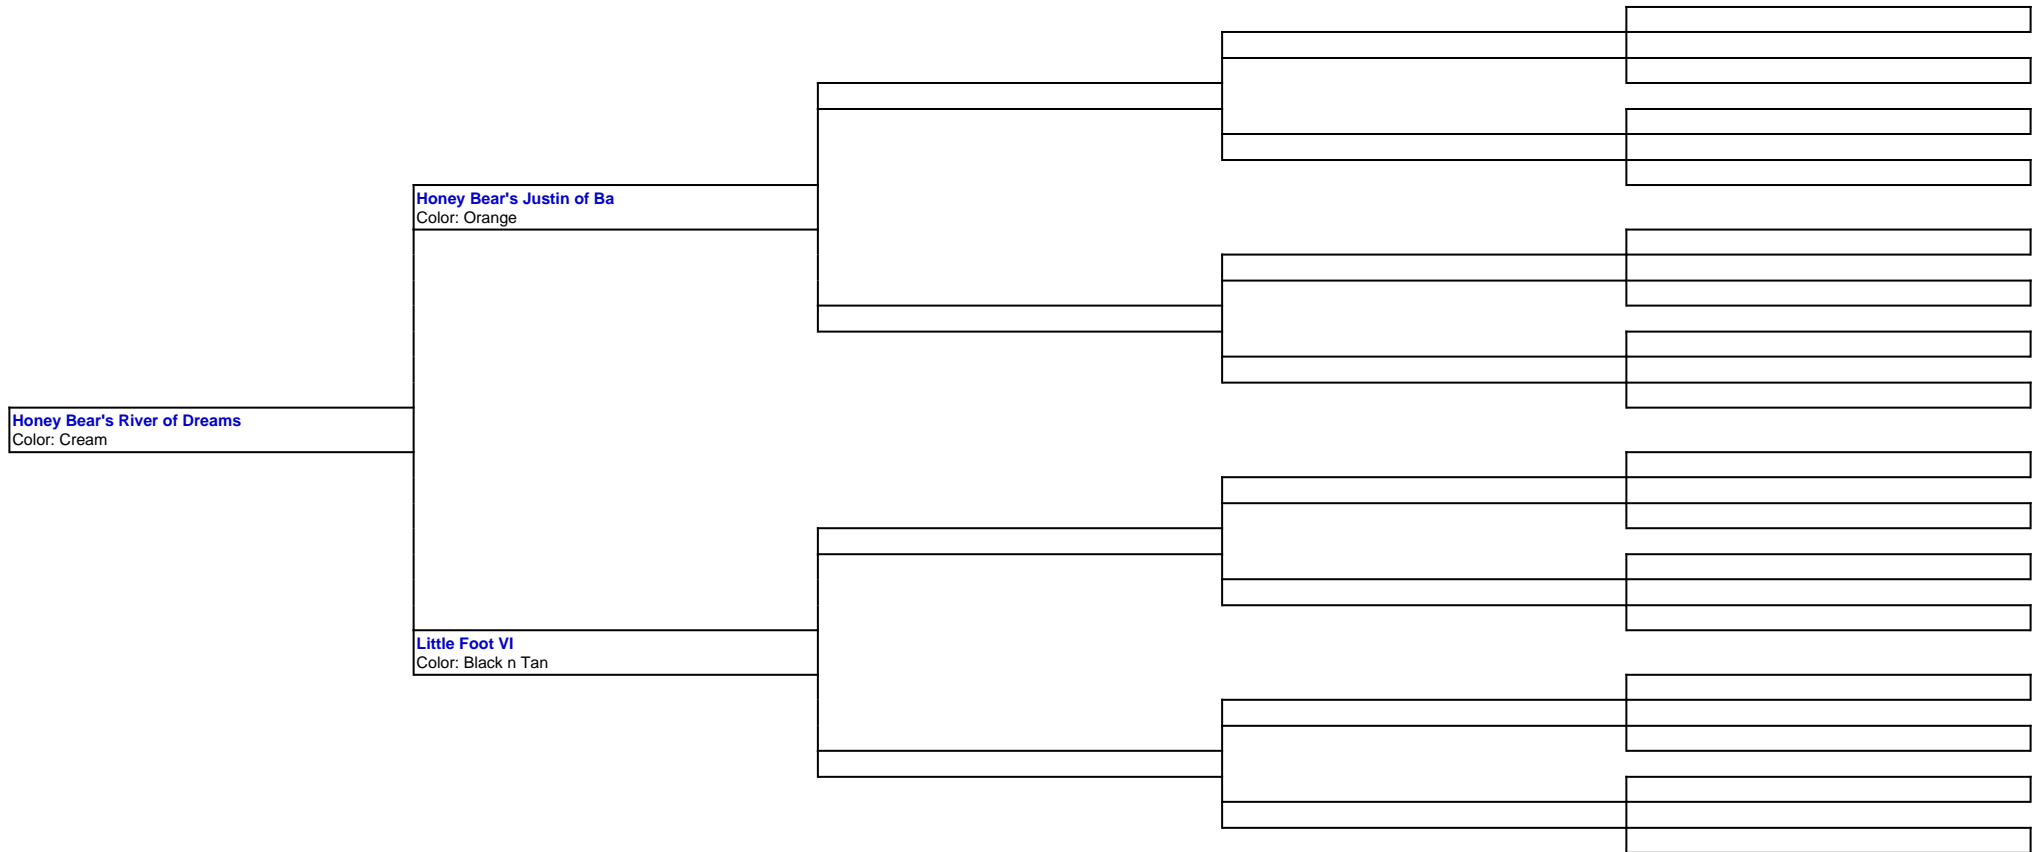 Honey Bear's Justin of Ba
Color: Orange
Honey Bear's River of Dreams
Color: Cream
Little Foot VI
Color: Black n Tan